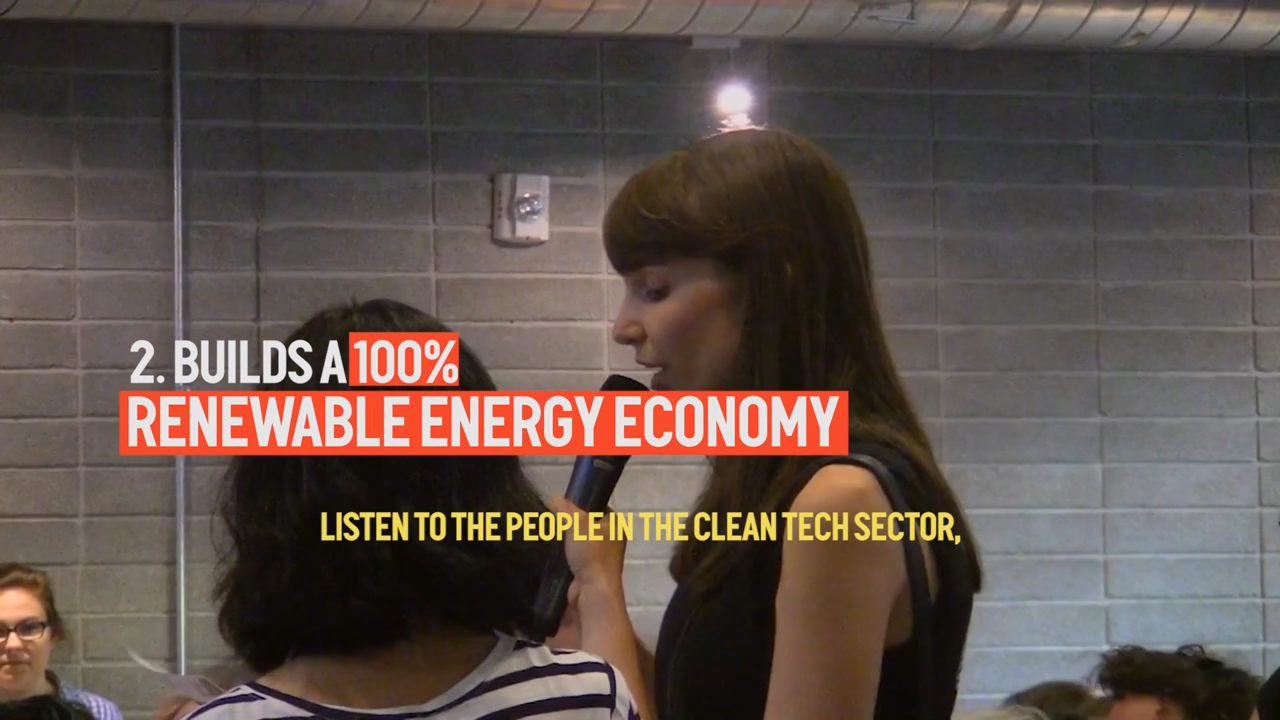 2. BUILDS A 100%
RENEWABLE ENERGY ECONOMY
LISTEN TO THE PEOPLE IN THE CLEAN TECH SECTOR,